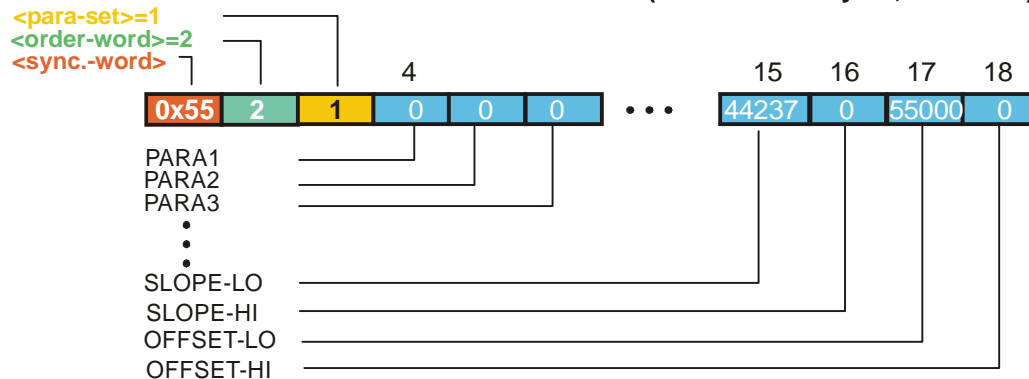 <para-set>=1
<order-word>=2
<sync.-word>
4 15 16 17 18
0x55 2 1 0 0 0 ••• 44237 0 55000 0
PARA1
PARA2
PARA3
SLOPE-LO
SLOPE-HI
OFFSET-LO
OFFSET-HI